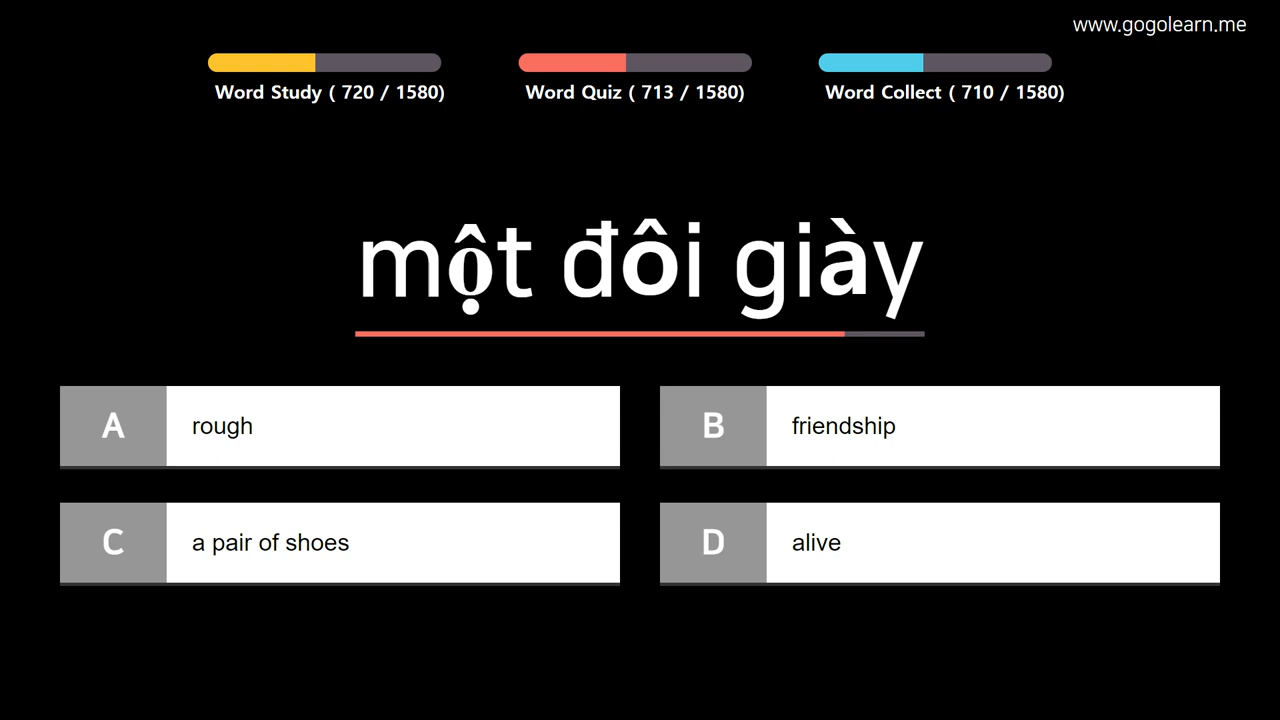 www.gogolearn.me
Word Study ( 720 / 1580)
Word Quiz ( 713 / 1580)
Word Collect ( 710 / 1580)
một đôi giày
A rough
B friendship
C a pair of shoes
D alive